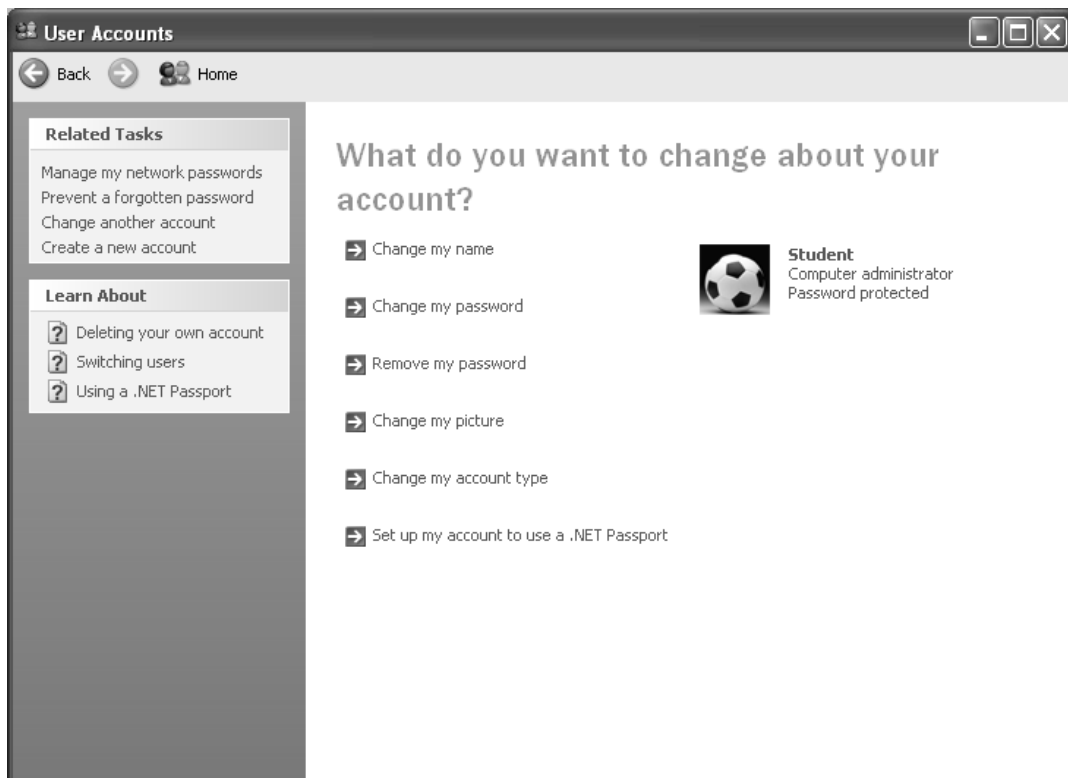 User Accounts
Back Home
Related Tasks
Manage my network passwords
Prevent a forgotten password
Change another account
Create a new account
Learn About
? Deleting your own account
? Switching users
? Using a .NET Passport
What do you want to change about your
account?
Change my name
Change my password
Remove my password
Change my picture
Change my account type
Set up my account to use a .NET Passport
Student
Computer administrator
Password protected